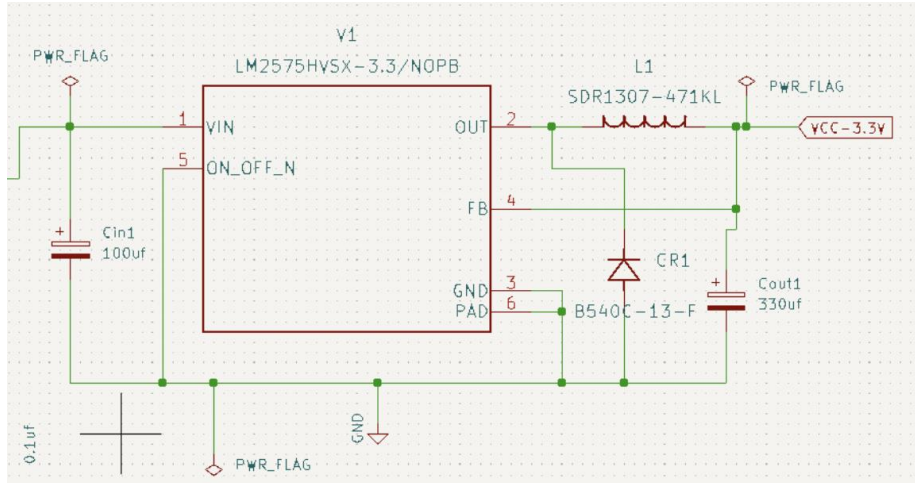 V1
PWR_FLAG
LM2575HVSX-3.3/NOPB
L1
PWR_FLAG
SDR1307-471KL
1
VIN
OUT
2
VCC-3.3V
5
ON_OFF_N
FB
4
+
Cin1
100uf
CR1
GND
3
+
Cout1
PAD
6
B540C-13-F
330uf
0.1uf
GND
PWR_FLAG